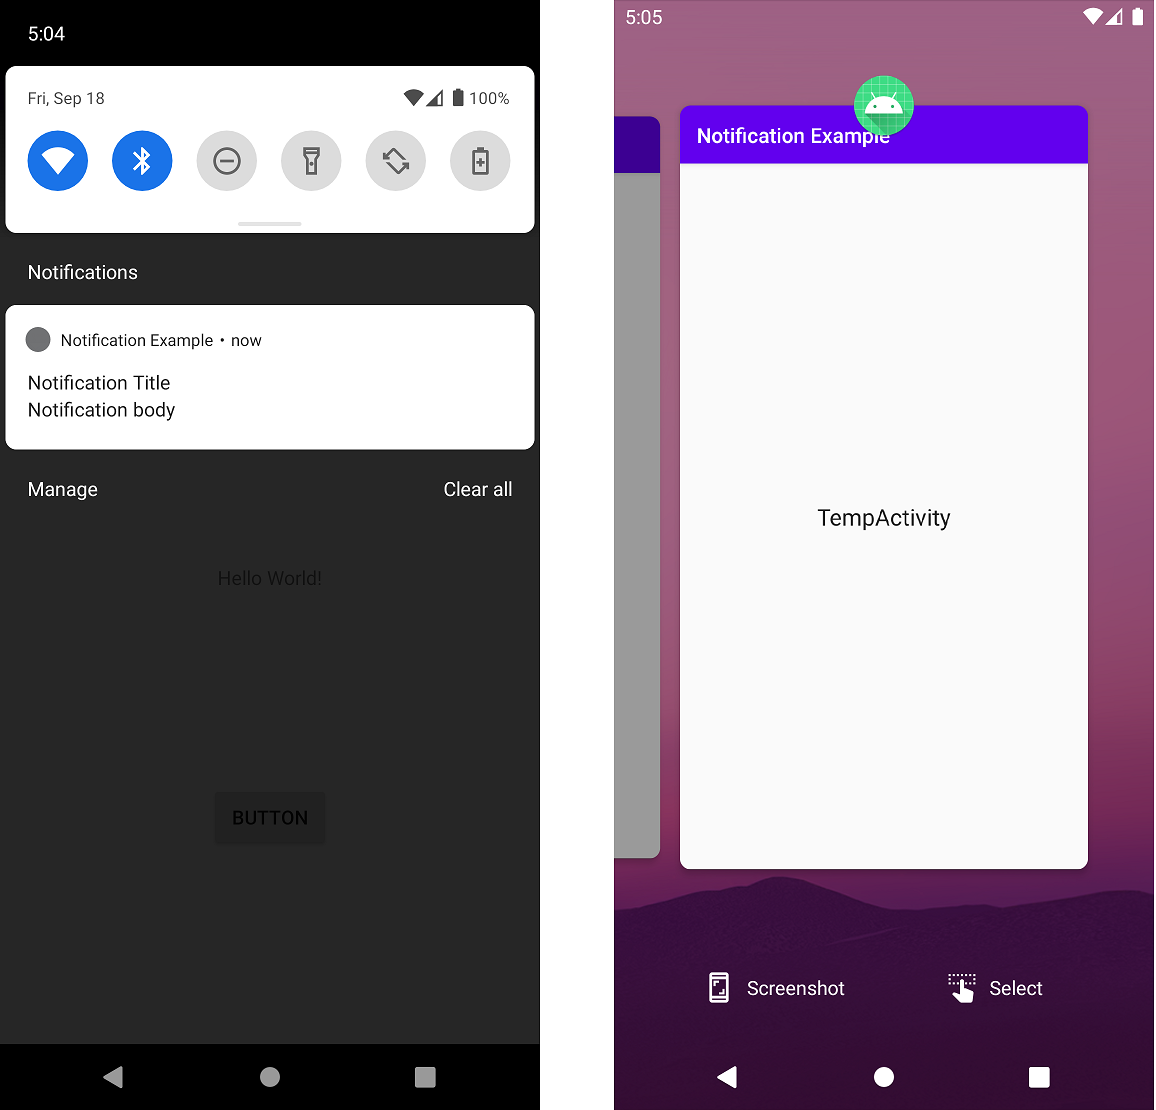 5:04
Fri, Sep 18
100%
Notifications
Notification Example • now
Notification Title
Notification body
Manage
Clear all
Hello World!
BUTTON
5:05
Notification Example
TempActivity
Screenshot
Select